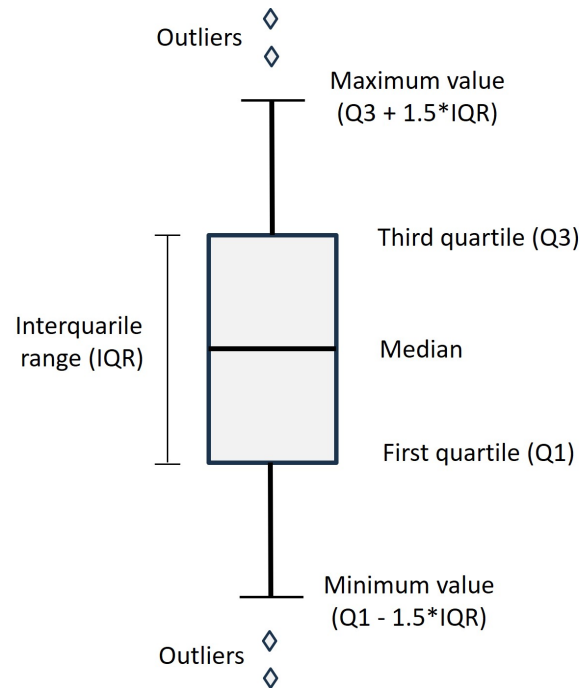 Outliers
Maximum value
(Q3 + 1.5*IQR)
Third quartile (Q3)
Interquarile
range (IQR)
Median
First quartile (Q1)
Minimum value
(Q1 - 1.5*IQR)
Outliers